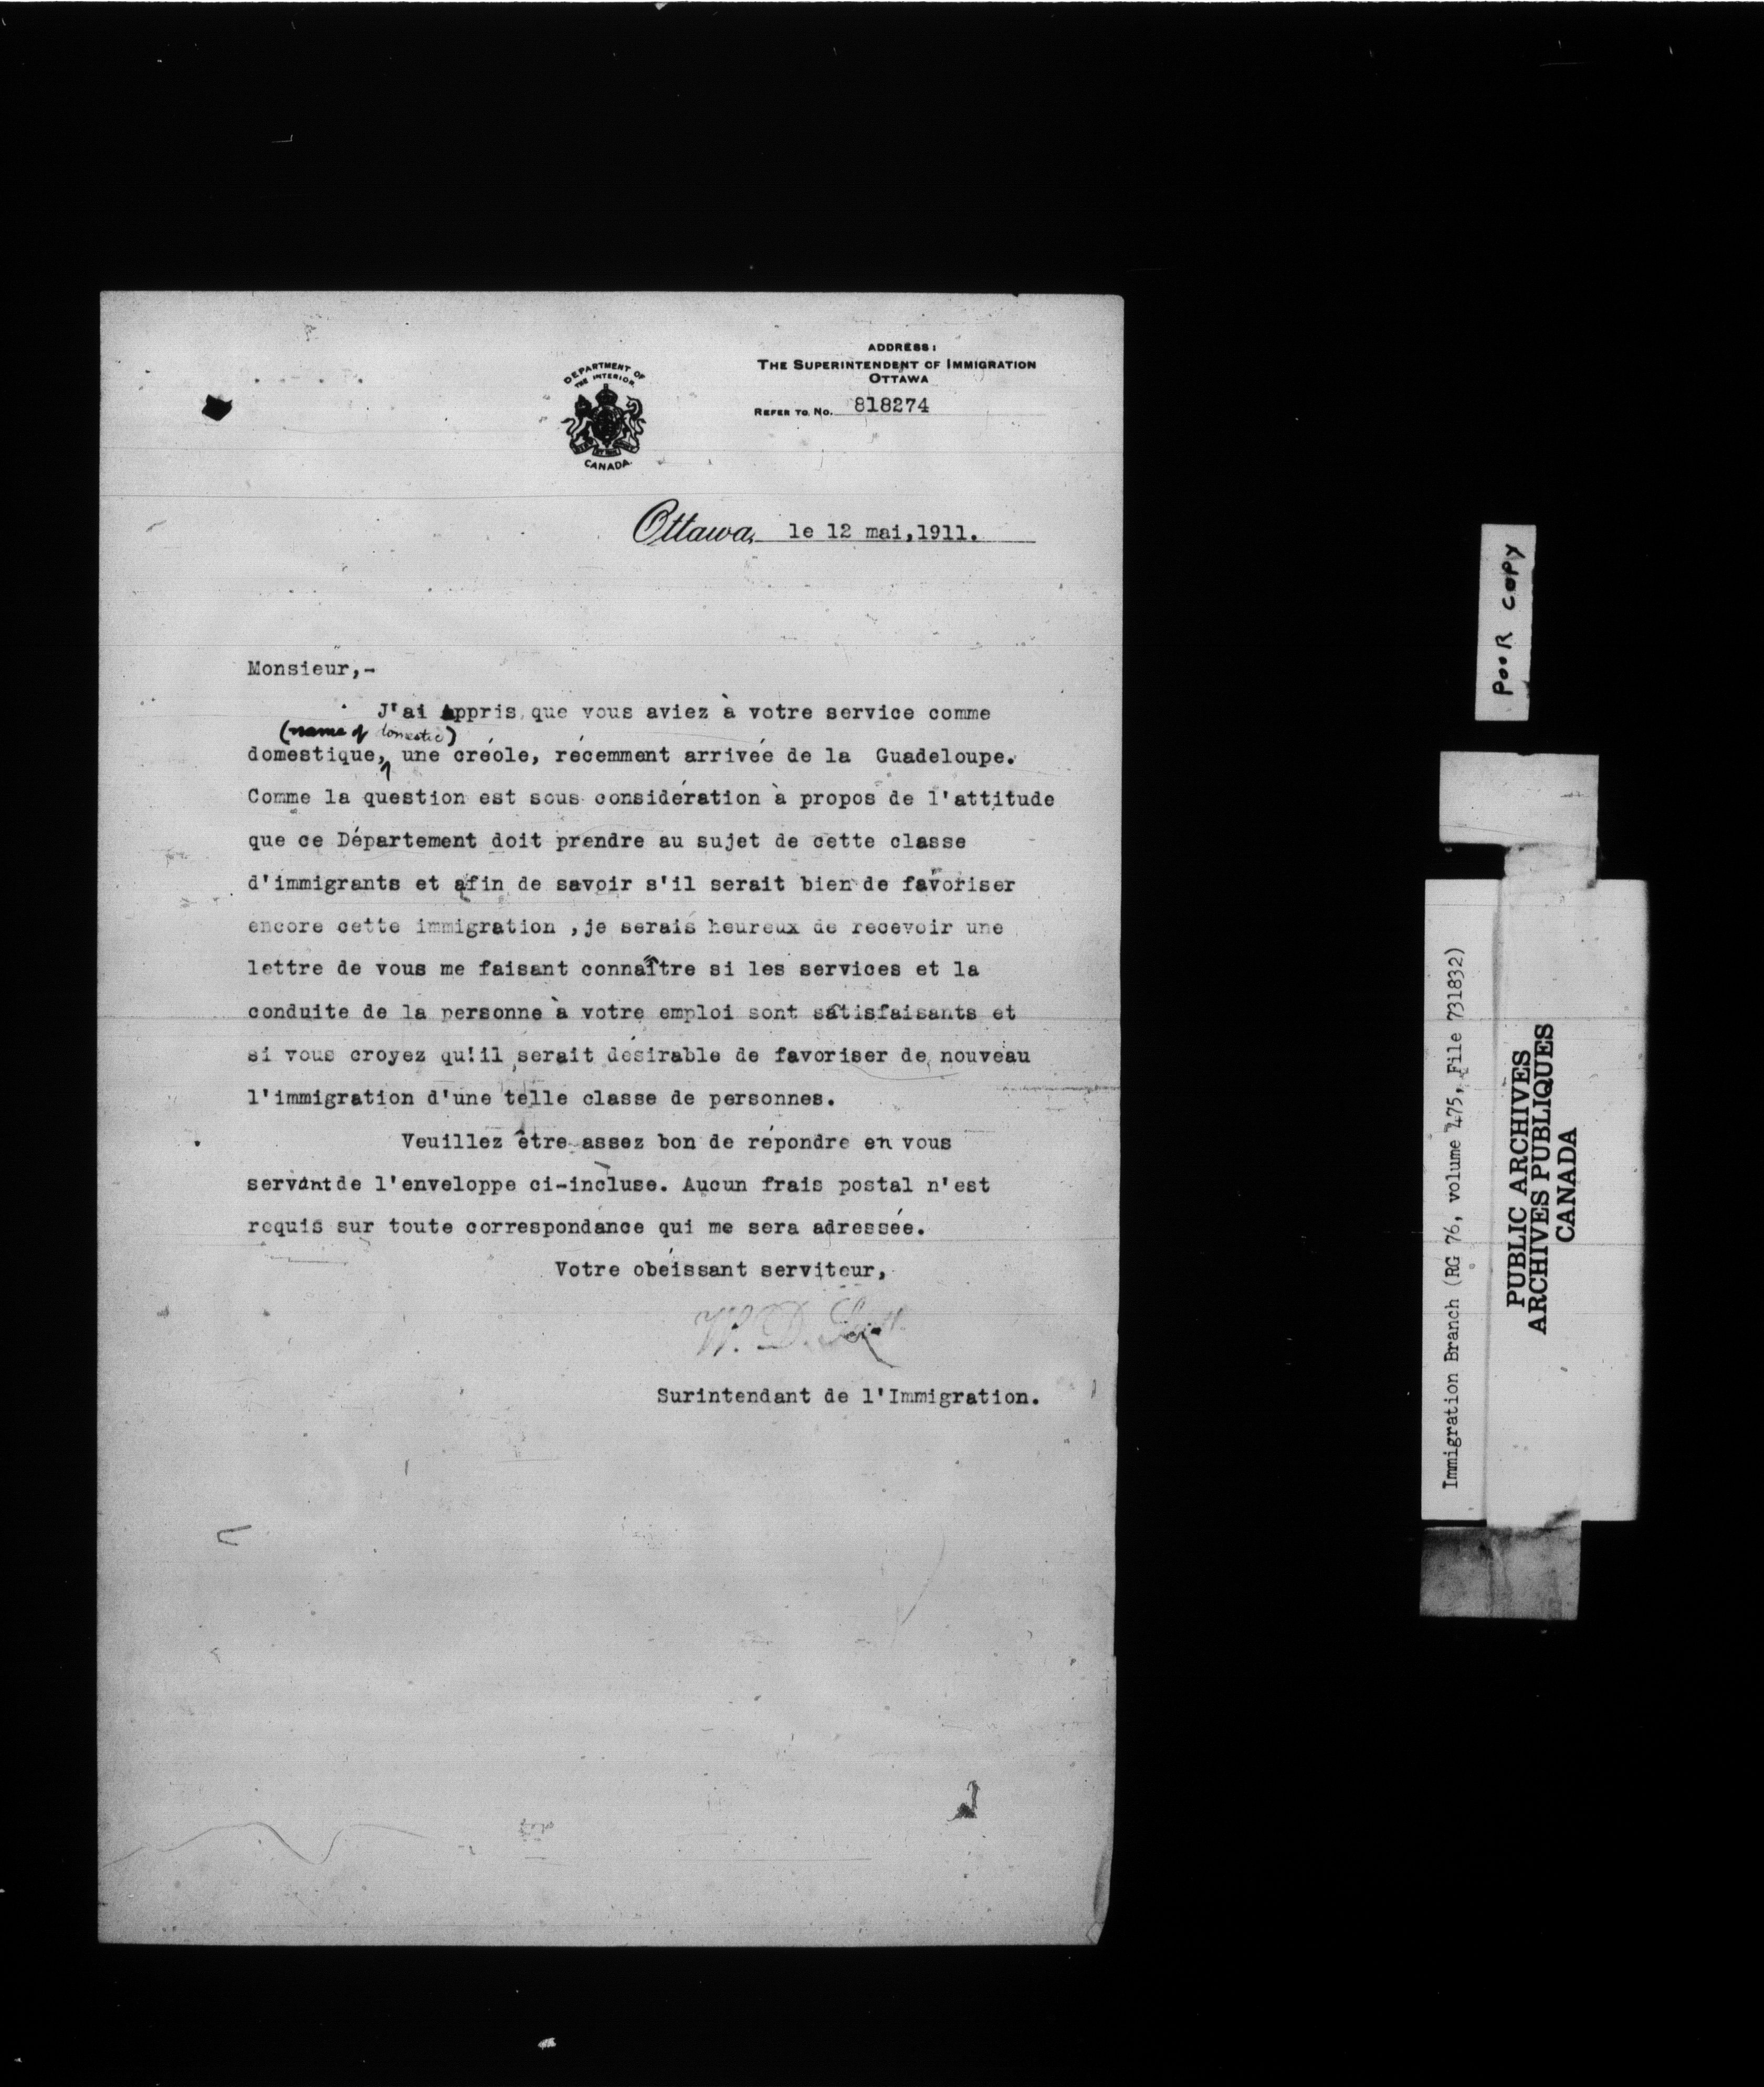 ADDRESS:
THE SUPERINTENDENT OF IMMIGRATION
OTTAWA
REFER TO NO. 818274
DEPARTMENT OF
THE INTERIOR
CANADA.
Ottawa, le 12 mai, 1911.
Monsieur,-
J'ai appris que vous aviez à votre service comme
(name of domestic)
domestique, une créole, récemment arrivée de la Guadeloupe.
Comme la question est sous considération à propos de l'attitude
que ce Département doit prendre au sujet de cette classe
d'immigrants et afin de savoir s'il serait bien de favoriser
encore cette immigration , je serais heureux de recevoir une
lettre de vous me faisant connaître si les services et la
conduite de la personne à votre emploi sont satisfaisants et
si vous croyez qu'il serait désirable de favoriser de nouveau
l'immigration d'une telle classe de personnes.
Veuillez être assez bon de répondre en vous
servant de l'enveloppe ci-incluse. Aucun frais postal n'est
requis sur toute correspondance qui me sera adressée.
Votre obéissant serviteur,
W. D. Scott
Surintendant de l'Immigration.
POOR COPY
Immigration Branch (RG 76, volume 475, File 731832)
PUBLIC ARCHIVES
ARCHIVES PUBLIQUES
CANADA